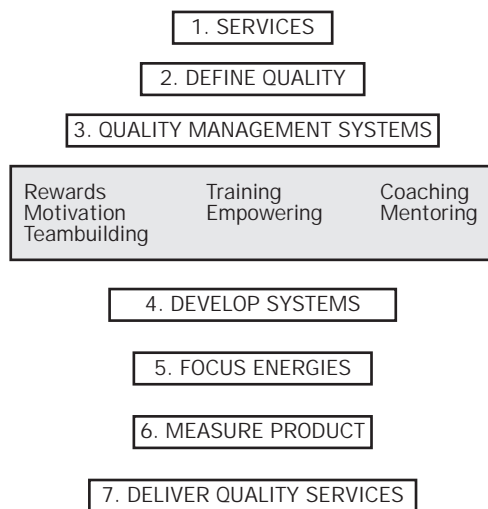 1. SERVICES
2. DEFINE QUALITY
3. QUALITY MANAGEMENT SYSTEMS
Rewards Training Coaching
Motivation Empowering Mentoring
Teambuilding
4. DEVELOP SYSTEMS
5. FOCUS ENERGIES
6. MEASURE PRODUCT
7. DELIVER QUALITY SERVICES